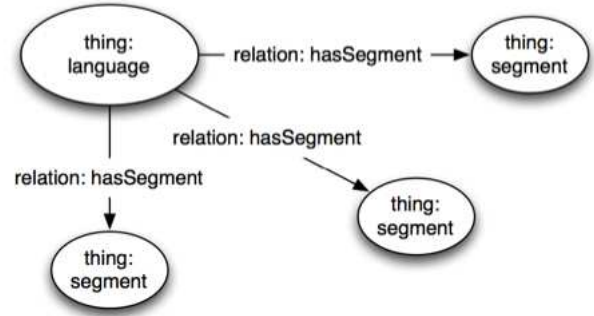 thing:
language
relation: hasSegment
thing:
segment
relation: hasSegment
thing:
segment
relation: hasSegment
thing:
segment